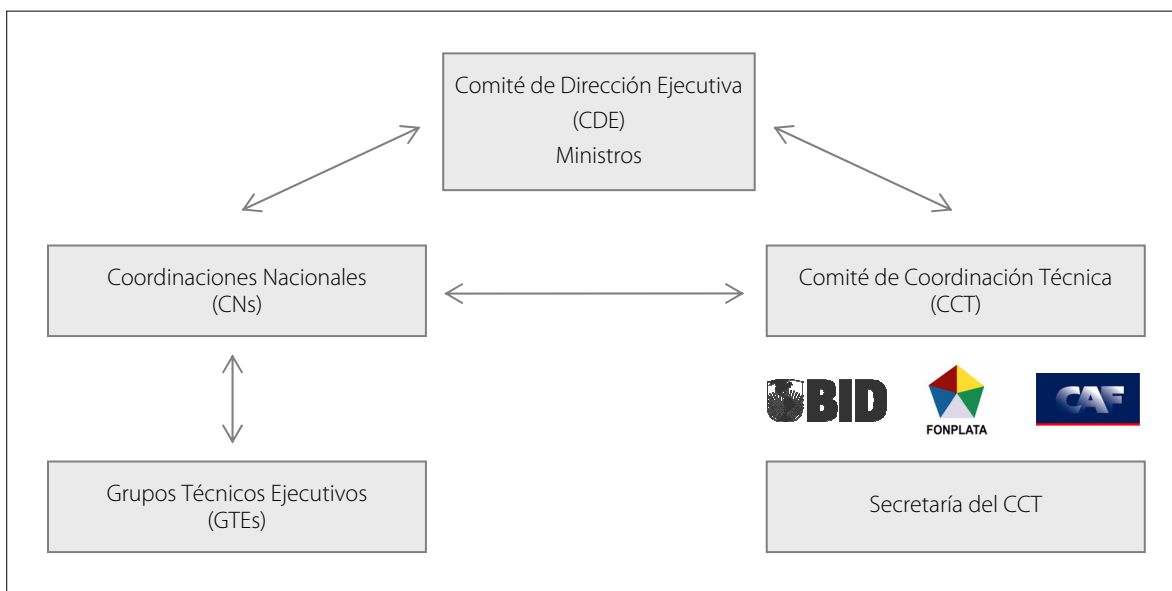 Comité de Dirección Ejecutiva
(CDE)
Ministros
Coordinaciones Nacionales
(CNs)
Comité de Coordinación Técnica
(CCT)
BID
FONPLATA
CAF
Grupos Técnicos Ejecutivos
(GTEs)
Secretaría del CCT